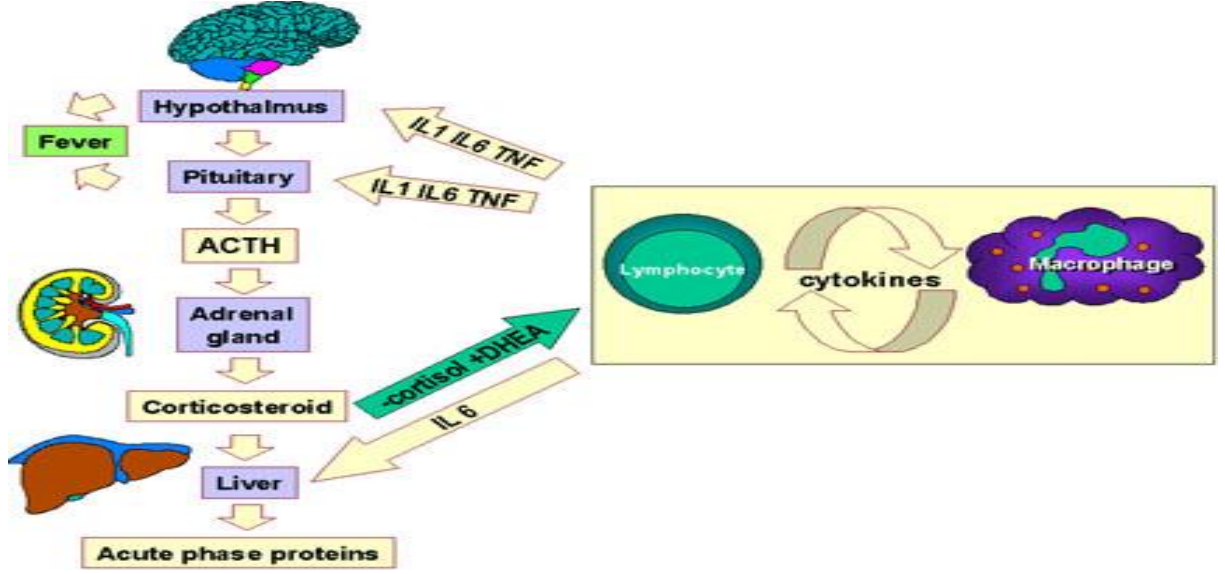 Hypothalmus
IL1 IL6 TNF
Fever
Pituitary
IL1 IL6 TNF
ACTH
Lymphocyte
cytokines
Macrophage
Adrenal
gland
-cortisol +DHEA
Corticosteroid
IL 6
Liver
Acute phase proteins